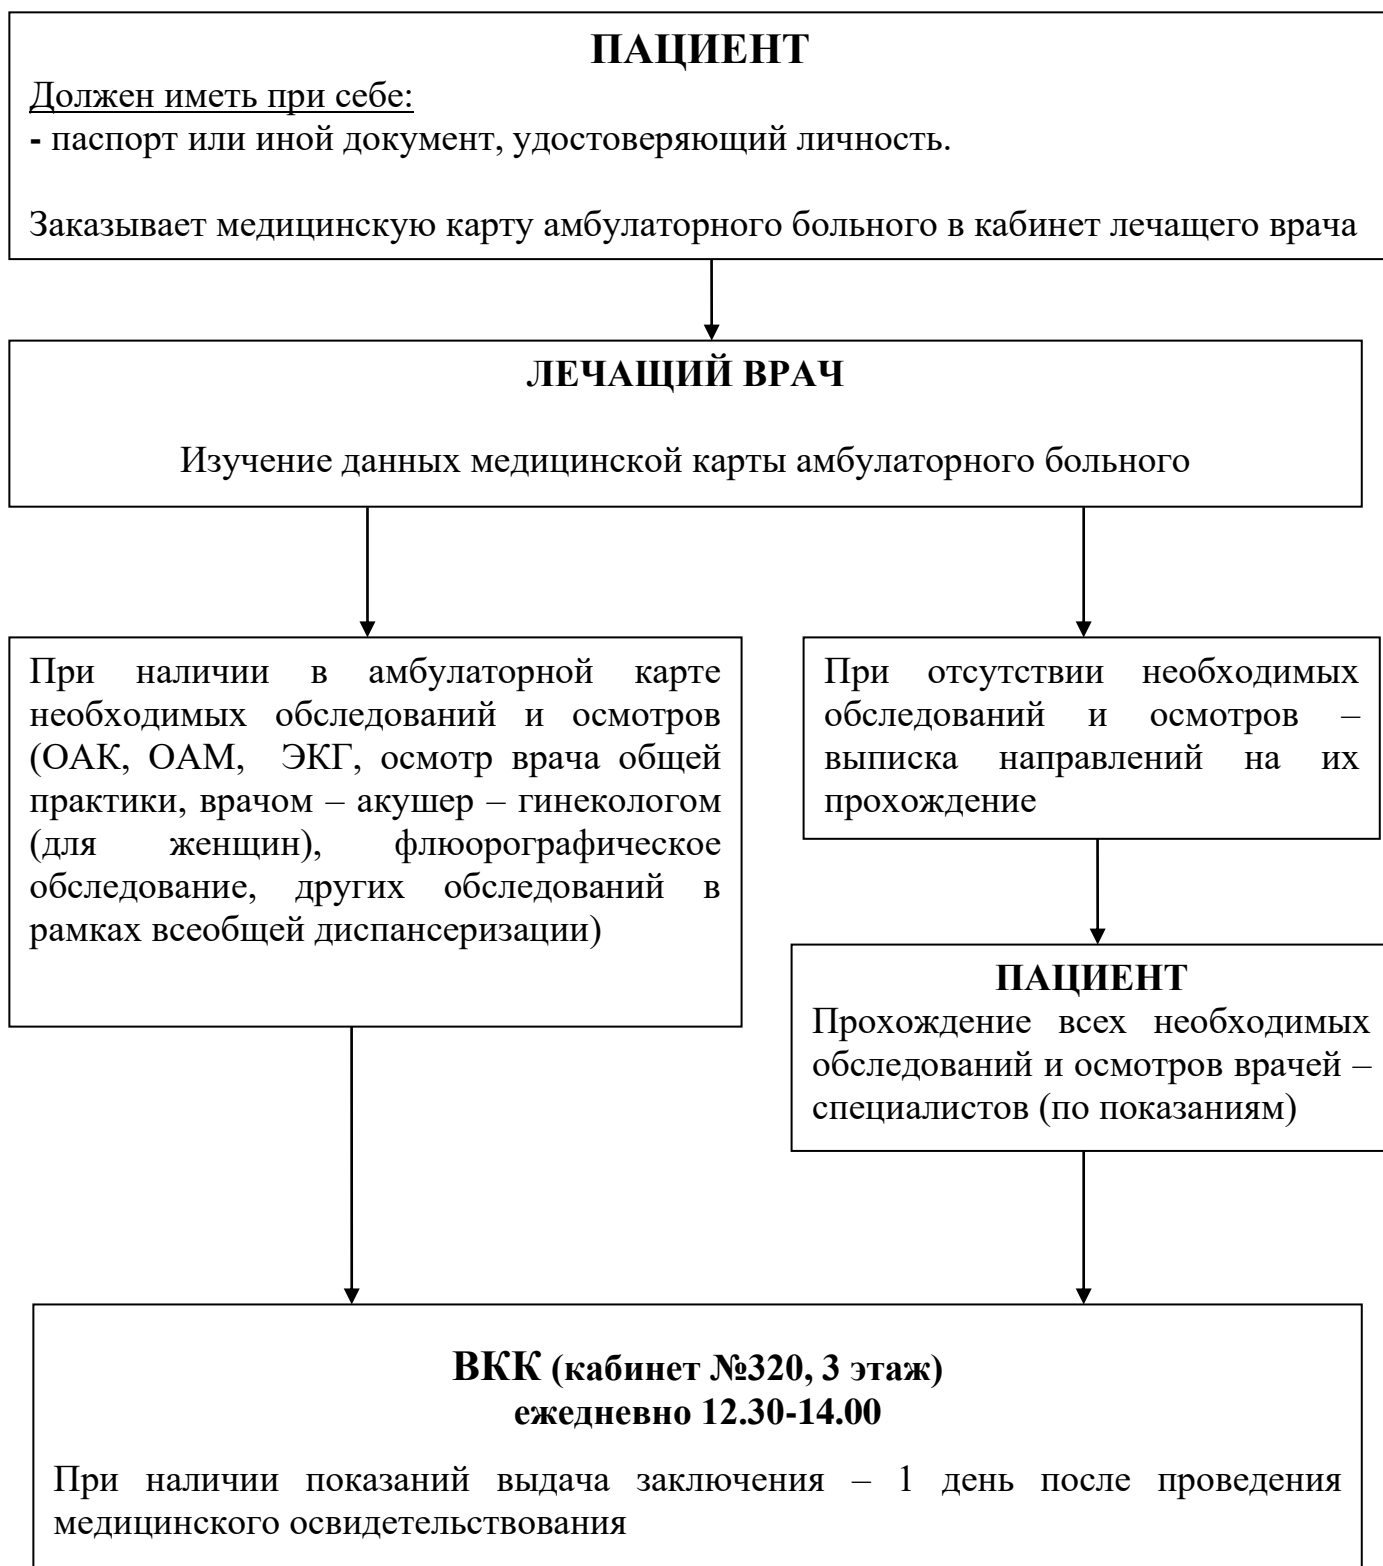 ПАЦИЕНТ
Должен иметь при себе:
- паспорт или иной документ, удостоверяющий личность.
Заказывает медицинскую карту амбулаторного больного в кабинет лечащего врача
ЛЕЧАЩИЙ ВРАЧ
Изучение данных медицинской карты амбулаторного больного
При наличии в амбулаторной карте
необходимых обследований и осмотров
(ОАК, ОАМ, ЭКГ, осмотр врача общей
практики, врачом – акушер – гинекологом
(для женщин), флюорографическое
обследование, других обследований в
рамках всеобщей диспансеризации)
При отсутствии необходимых
обследований и осмотров –
выписка направлений на их
прохождение
ПАЦИЕНТ
Прохождение всех необходимых
обследований и осмотров врачей –
специалистов (по показаниям)
ВКК (кабинет №320, 3 этаж)
ежедневно 12.30-14.00
При наличии показаний выдача заключения – 1 день после проведения
медицинского освидетельствования